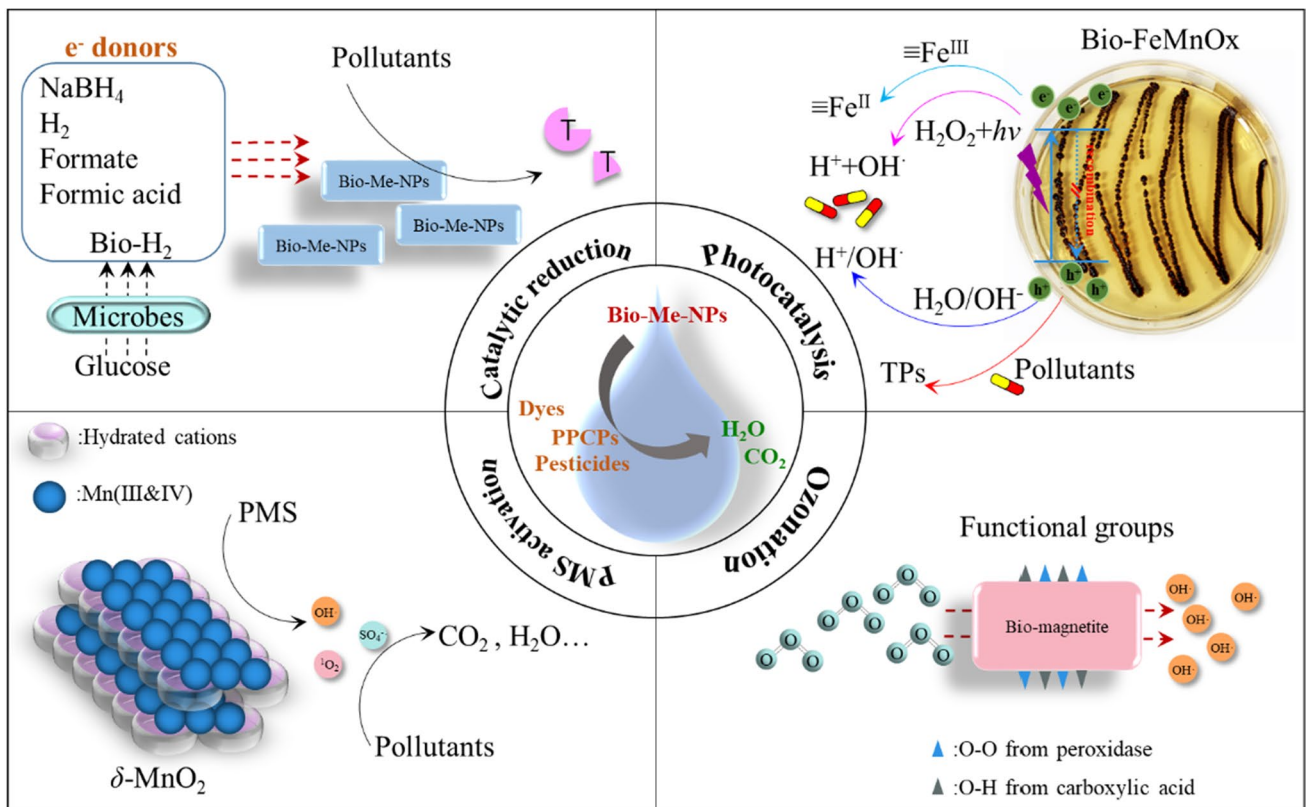 e⁻ donors
NaBH₄
H₂
Formate
Formic acid
Bio-H₂
Microbes
Glucose
Pollutants
T
T
Bio-Me-NPs
Bio-Me-NPs
Bio-Me-NPs
Bio-FeMnOx
≡Feᴵᴵᴵ
≡Feᴵᴵ
H₂O₂+hν
H⁺+OH·
H⁺/OH·
H₂O/OH⁻
TPs
Pollutants
e⁻
e⁻
e⁻
recombination
h⁺
h⁺
h⁺
Catalytic reduction
Photocatalysis
PMS activation
Ozonation
Bio-Me-NPs
Dyes
PPCPs
Pesticides
H₂O
CO₂
:Hydrated cations
:Mn(III&IV)
PMS
OH·
SO₄·⁻
¹O₂
CO₂ , H₂O…
Pollutants
δ-MnO₂
Functional groups
O O O
O O O
O O O
O O O
O O O
Bio-magnetite
OH·
OH·
OH·
OH·
OH·
OH·
:O-O from peroxidase
:O-H from carboxylic acid